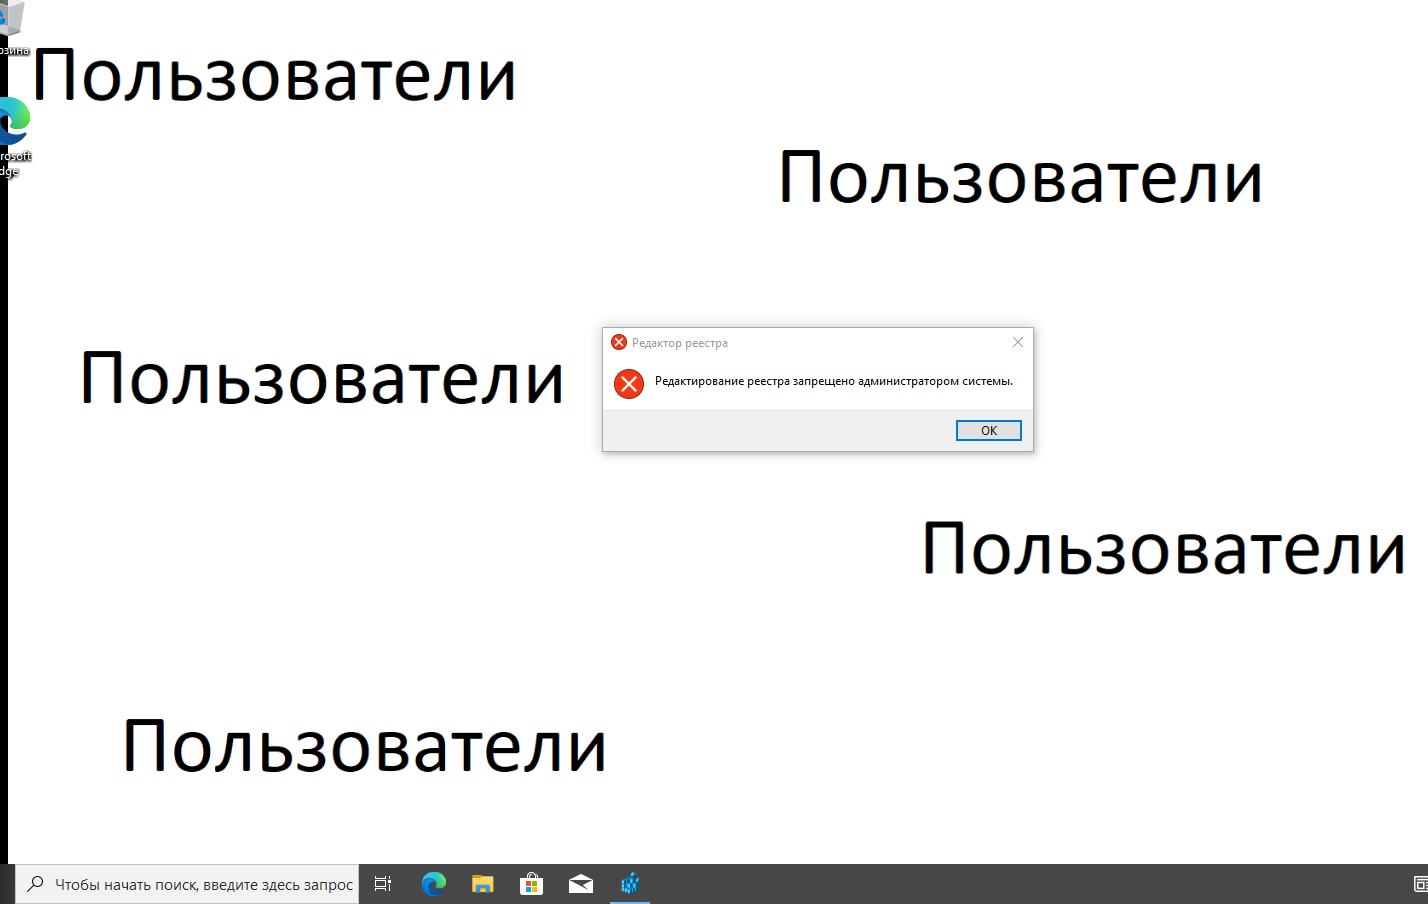 рзина
Пользователи
rosoft
dge
Пользователи
Редактор реестра
Редактирование реестра запрещено администратором системы.
ОК
Пользователи
Пользователи
Пользователи
Чтобы начать поиск, введите здесь запрос